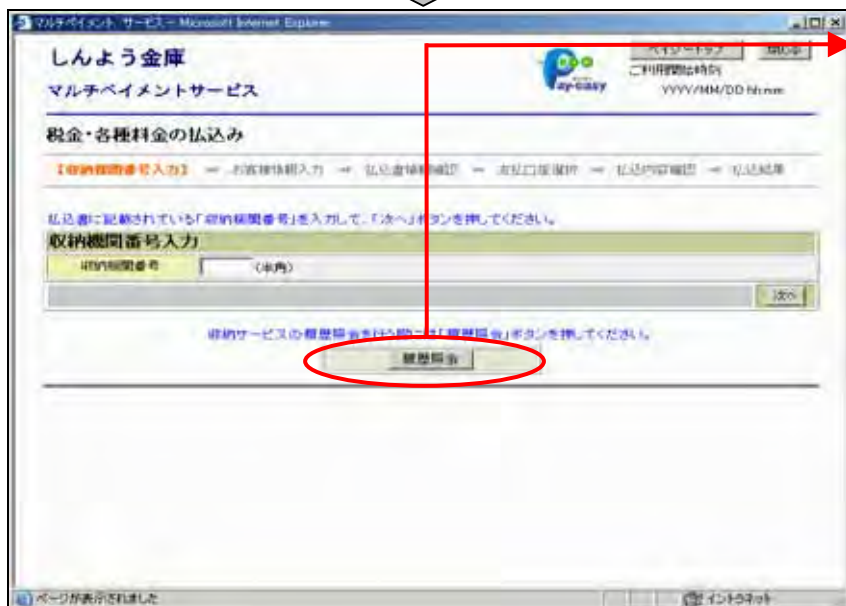 マルチペイメント サービス - Microsoft Internet Explorer
しんよう金庫
マルチペイメントサービス
Pay-easy
ペイジートップ 閉じる
ご利用開始時刻
YYYY/MM/DD hh:mm
税金・各種料金の払込み
【収納機関番号入力】 → お客様情報入力 → 払込書情報確認 → 支払口座選択 → 払込内容確認 → 払込結果
払込書に記載されている「収納機関番号」を入力して、「次へ」ボタンを押してください。
収納機関番号入力
収納機関番号 (半角)
次へ
収納サービスの履歴照会を行う際には「履歴照会」ボタンを押してください。
履歴照会
ページが表示されました
イントラネット